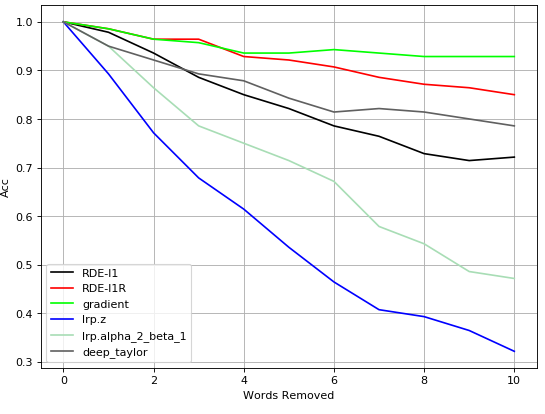 1.0
0.9
0.8
0.7
0.6
0.5
0.4
0.3
Acc
RDE-l1
RDE-l1R
gradient
lrp.z
lrp.alpha_2_beta_1
deep_taylor
0 2 4 6 8 10
Words Removed